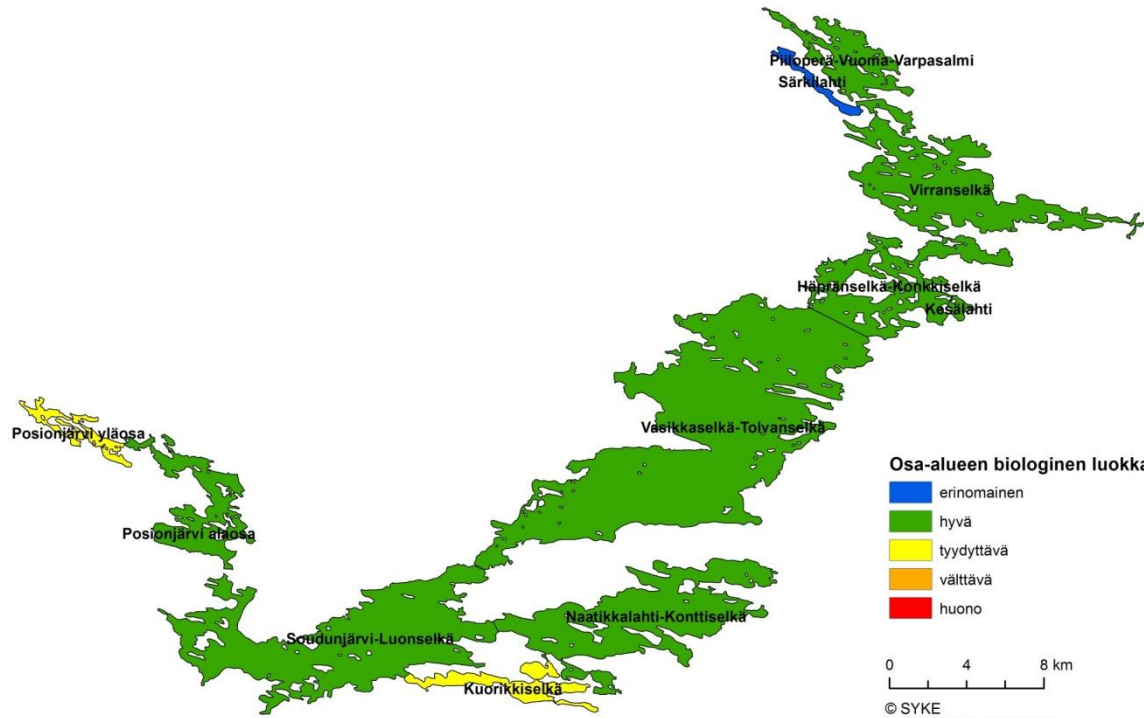 Pilloperä-Vuoma-Varpasalmi
Särkilahti
Virranselkä
Häpränselkä-Konkkiselkä
Kesälahti
Vasikkaselkä-Tolvanselkä
Posionjärvi yläosa
Posionjärvi alaosa
Naatikkalahti-Konttiselkä
Soudunjärvi-Luonselkä
Kuorikkiselkä
Osa-alueen biologinen luokka
erinomainen
hyvä
tyydyttävä
välttävä
huono
0 4 8 km
© SYKE